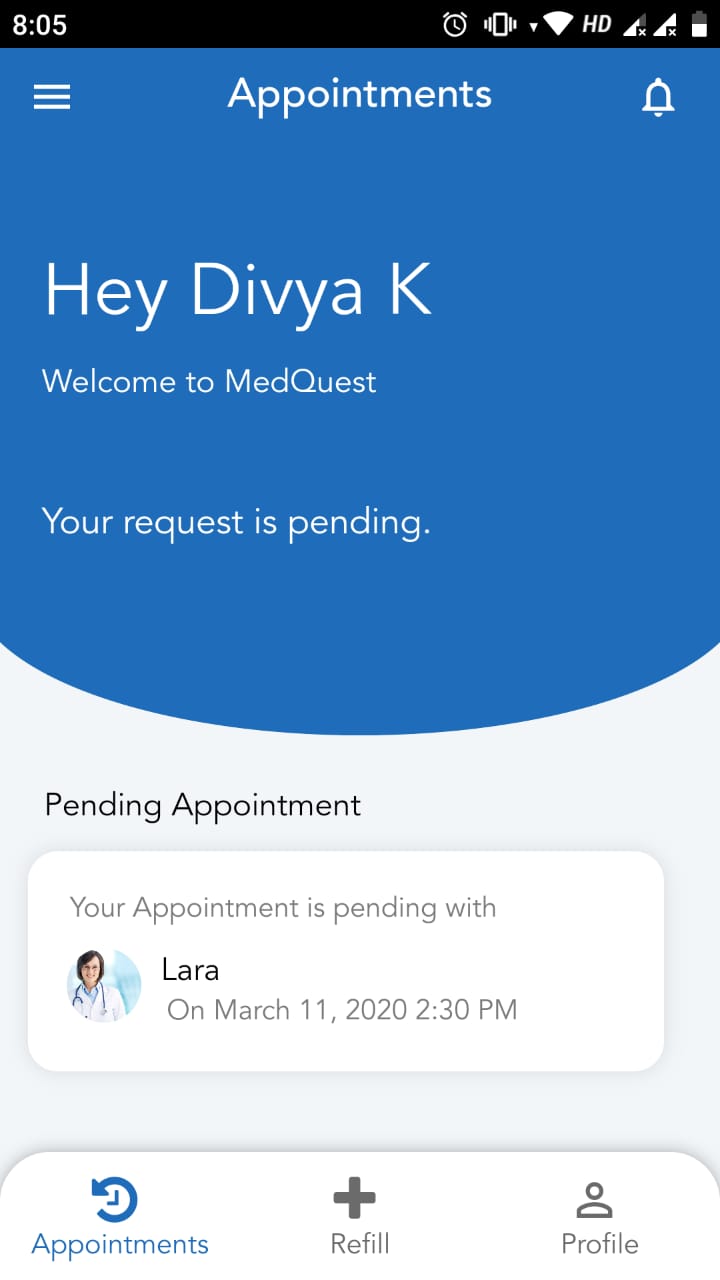 8:05
HD
Appointments
Hey Divya K
Welcome to MedQuest
Your request is pending.
Pending Appointment
Your Appointment is pending with
Lara
On March 11, 2020 2:30 PM
Appointments
Refill
Profile